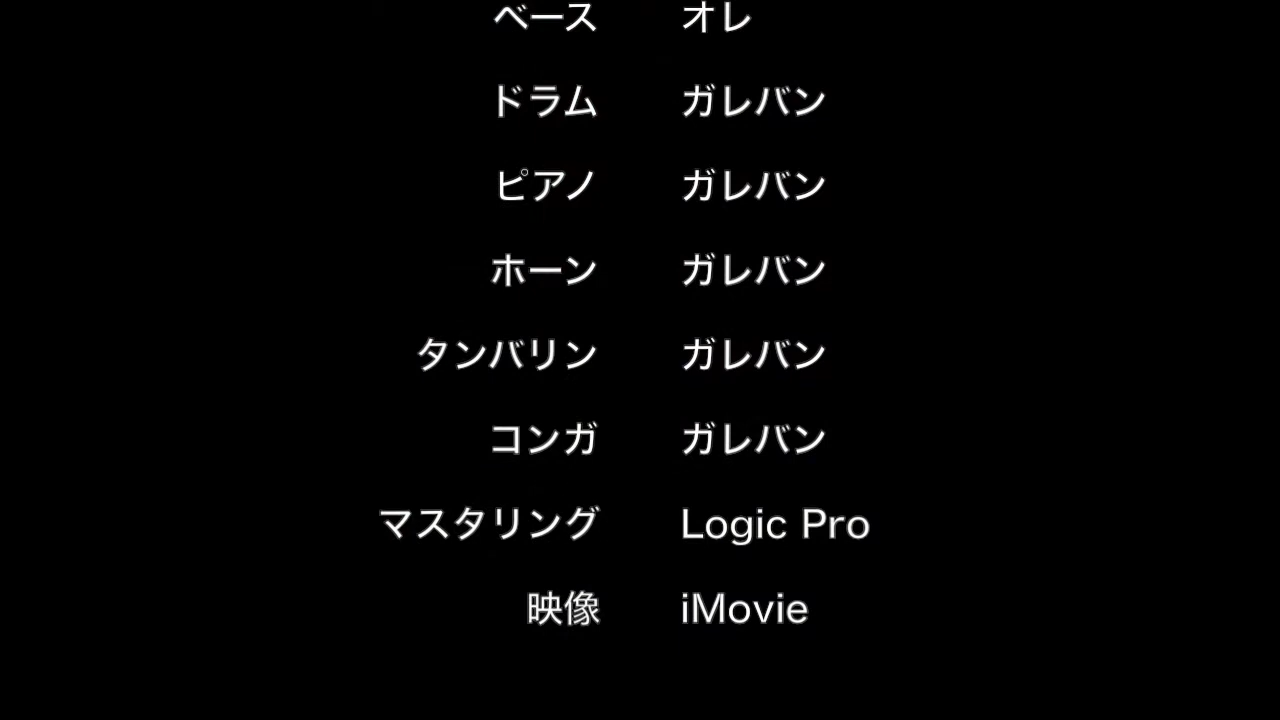 ベース オレ
ドラム ガレバン
ピアノ ガレバン
ホーン ガレバン
タンバリン ガレバン
コンガ ガレバン
マスタリング Logic Pro
映像 iMovie